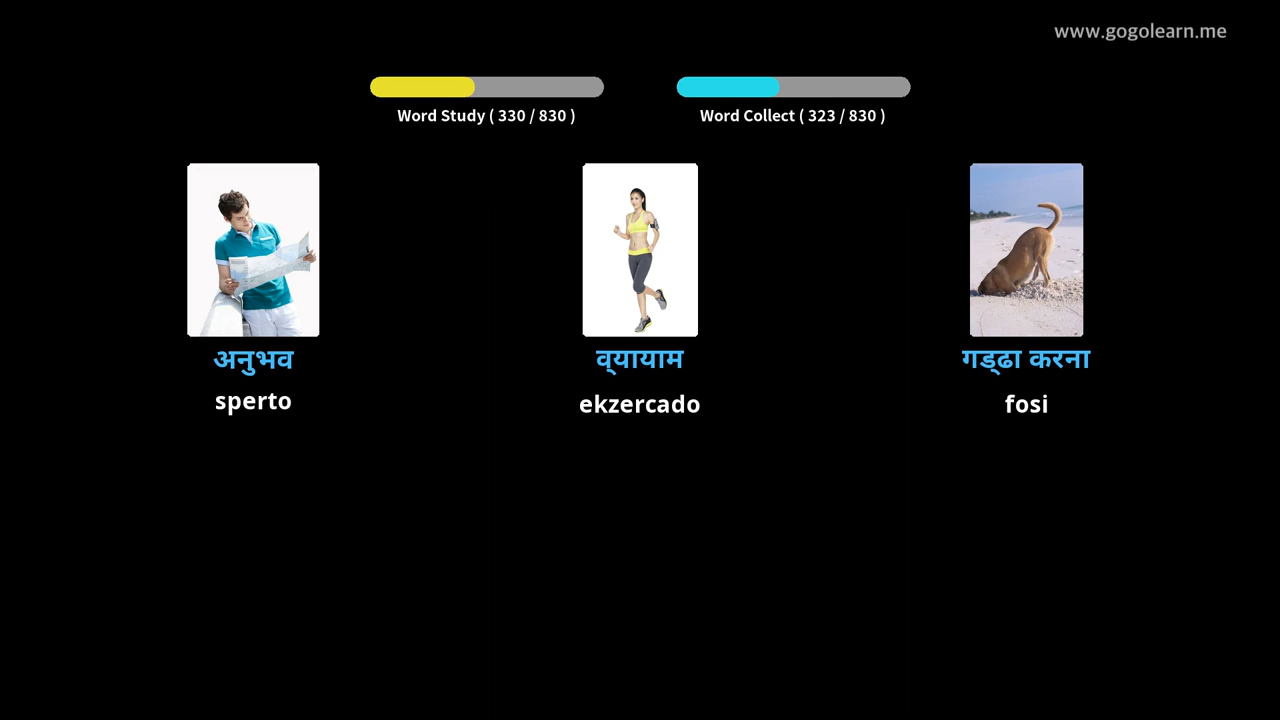 www.gogolearn.me
Word Study ( 330 / 830 )
Word Collect ( 323 / 830 )
अनुभव
व्यायाम
गड्ढा करना
sperto
ekzercado
fosi